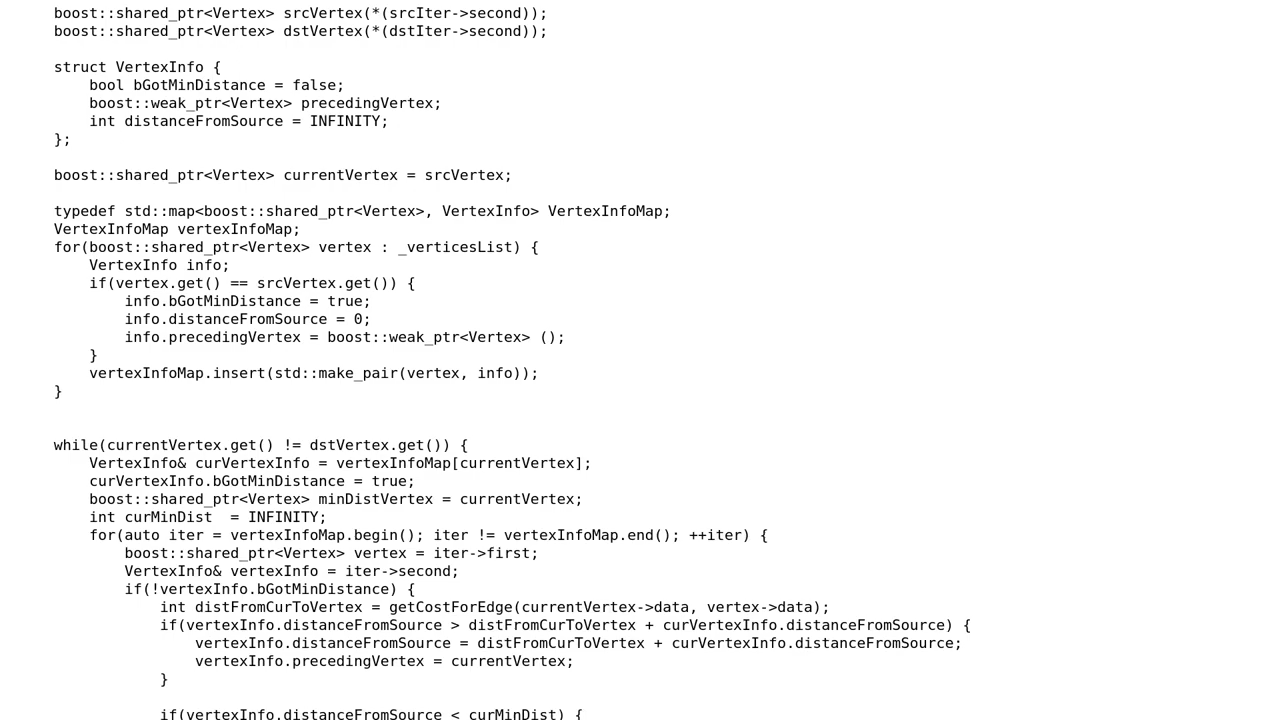 boost::shared_ptr<Vertex> srcVertex(*(srcIter->second));
boost::shared_ptr<Vertex> dstVertex(*(dstIter->second));
struct VertexInfo {
bool bGotMinDistance = false;
boost::weak_ptr<Vertex> precedingVertex;
int distanceFromSource = INFINITY;
};
boost::shared_ptr<Vertex> currentVertex = srcVertex;
typedef std::map<boost::shared_ptr<Vertex>, VertexInfo> VertexInfoMap;
VertexInfoMap vertexInfoMap;
for(boost::shared_ptr<Vertex> vertex : _verticesList) {
VertexInfo info;
if(vertex.get() == srcVertex.get()) {
info.bGotMinDistance = true;
info.distanceFromSource = 0;
info.precedingVertex = boost::weak_ptr<Vertex> ();
}
vertexInfoMap.insert(std::make_pair(vertex, info));
}
while(currentVertex.get() != dstVertex.get()) {
VertexInfo& curVertexInfo = vertexInfoMap[currentVertex];
curVertexInfo.bGotMinDistance = true;
boost::shared_ptr<Vertex> minDistVertex = currentVertex;
int curMinDist  = INFINITY;
for(auto iter = vertexInfoMap.begin(); iter != vertexInfoMap.end(); ++iter) {
boost::shared_ptr<Vertex> vertex = iter->first;
VertexInfo& vertexInfo = iter->second;
if(!vertexInfo.bGotMinDistance) {
int distFromCurToVertex = getCostForEdge(currentVertex->data, vertex->data);
if(vertexInfo.distanceFromSource > distFromCurToVertex + curVertexInfo.distanceFromSource) {
vertexInfo.distanceFromSource = distFromCurToVertex + curVertexInfo.distanceFromSource;
vertexInfo.precedingVertex = currentVertex;
}
if(vertexInfo.distanceFromSource < curMinDist) {